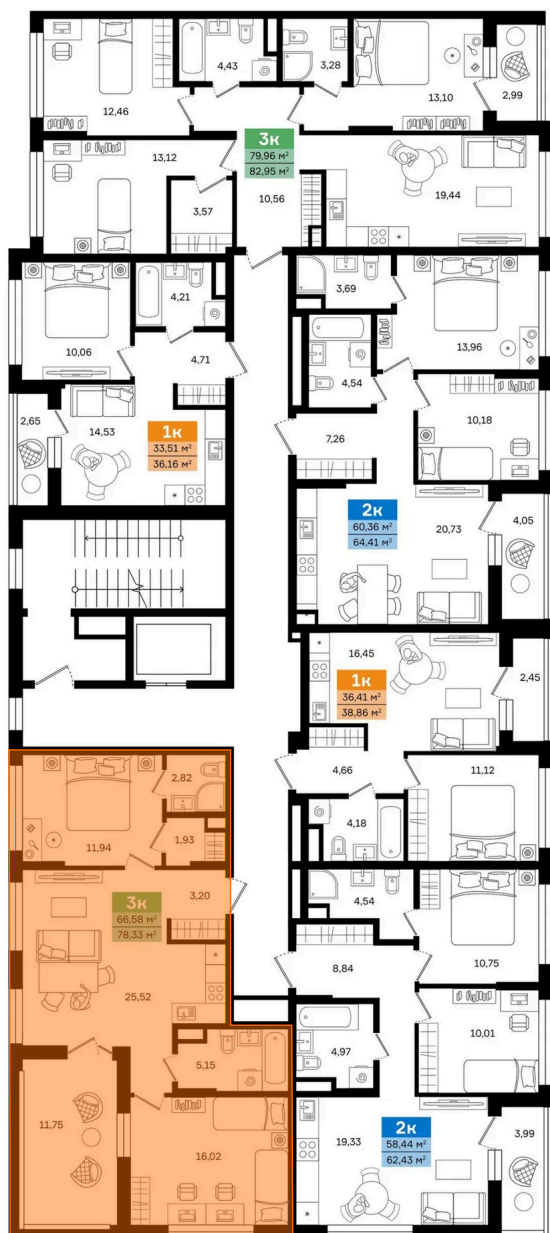 4,43
3,28
12,46
13,10
2,99
3к
79,96 м²
82,95 м²
13,12
3,57
10,56
19,44
4,21
3,69
10,06
4,71
4,54
13,96
2,65
14,53
1к
33,51 м²
36,16 м²
7,26
10,18
2к
60,36 м²
64,41 м²
20,73
4,05
16,45
1к
36,41 м²
38,86 м²
2,45
2,82
4,66
11,12
11,94
1,93
4,18
3к
66,58 м²
78,33 м²
3,20
4,54
25,52
8,84
10,75
5,15
4,97
10,01
11,75
16,02
19,33
2к
58,44 м²
62,43 м²
3,99